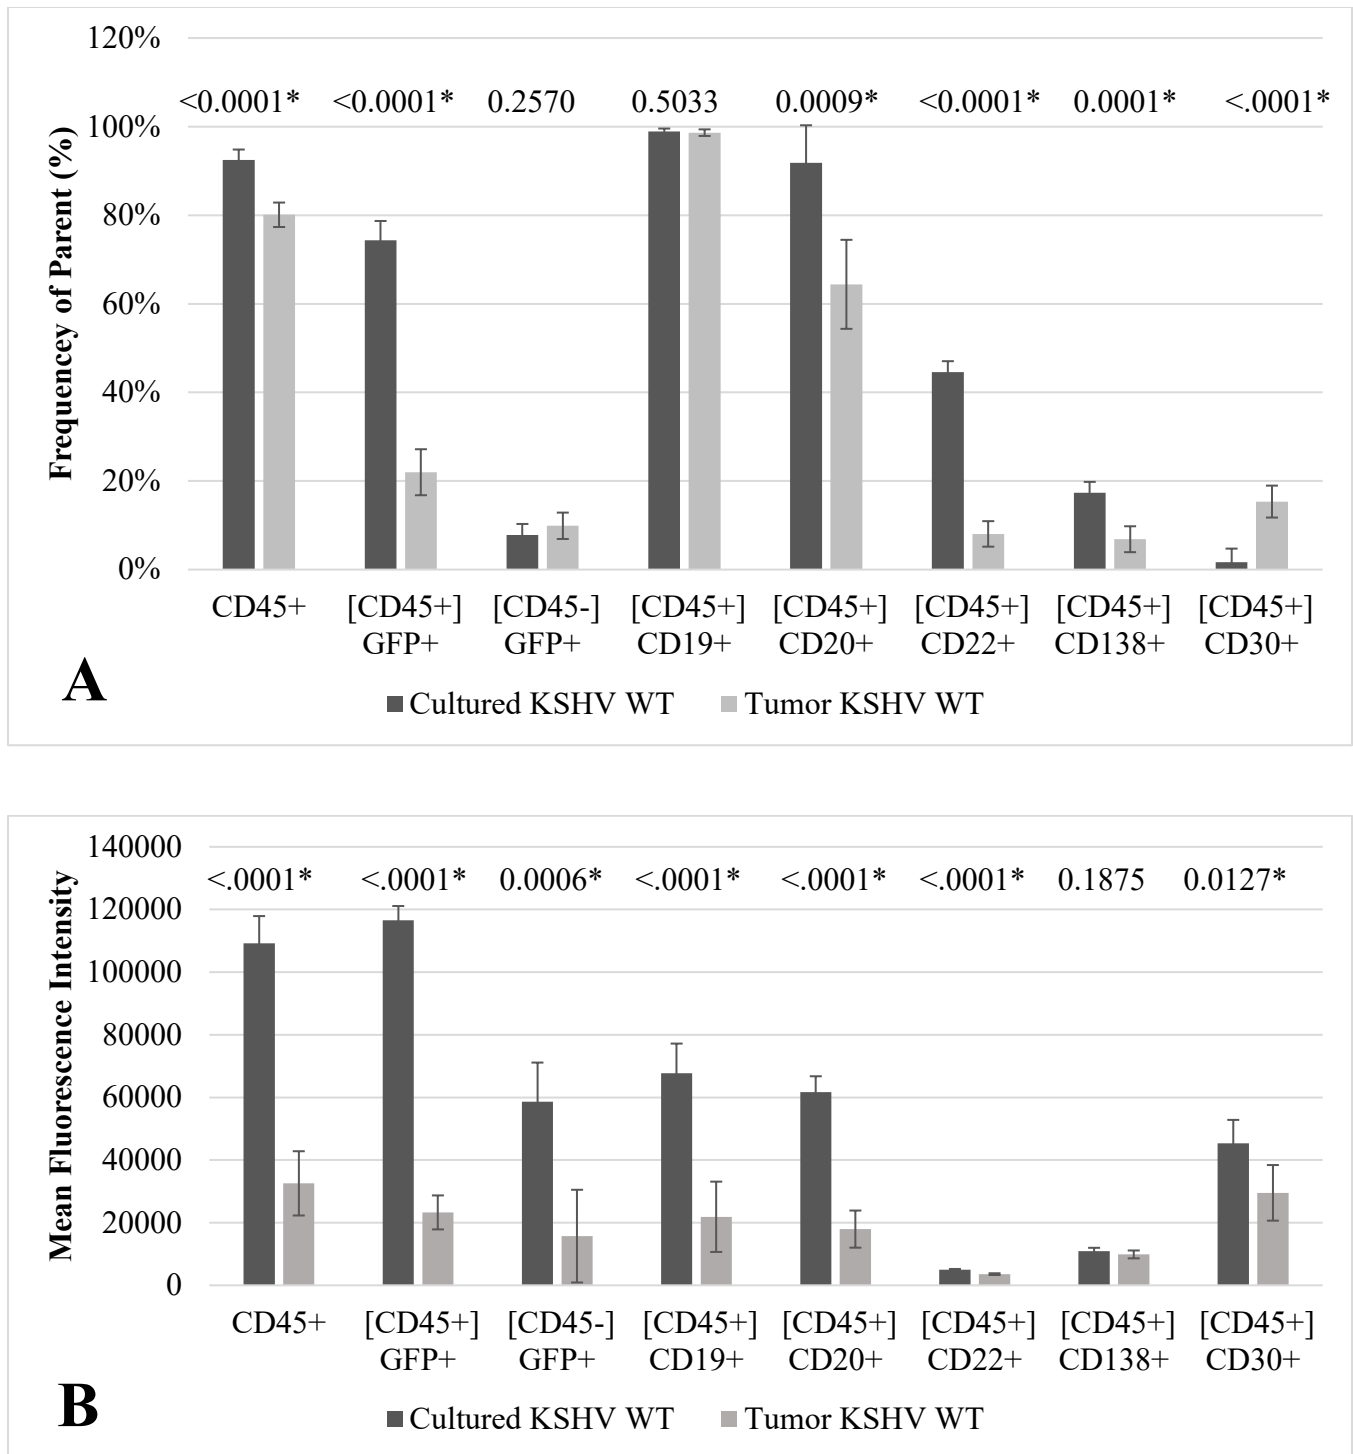 120%
<0.0001* <0.0001* 0.2570 0.5033 0.0009* <0.0001* 0.0001* <.0001*
100%
80%
60%
40%
20%
0%
Frequencey of Parent (%)
CD45+ [CD45+] [CD45-] [CD45+] [CD45+] [CD45+] [CD45+] [CD45+]
GFP+ GFP+ CD19+ CD20+ CD22+ CD138+ CD30+
A
Cultured KSHV WT Tumor KSHV WT
140000
<.0001* <.0001* 0.0006* <.0001* <.0001* <.0001* 0.1875 0.0127*
120000
100000
80000
60000
40000
20000
0
Mean Fluorescence Intensity
CD45+ [CD45+] [CD45-] [CD45+] [CD45+] [CD45+] [CD45+] [CD45+]
GFP+ GFP+ CD19+ CD20+ CD22+ CD138+ CD30+
B
Cultured KSHV WT Tumor KSHV WT